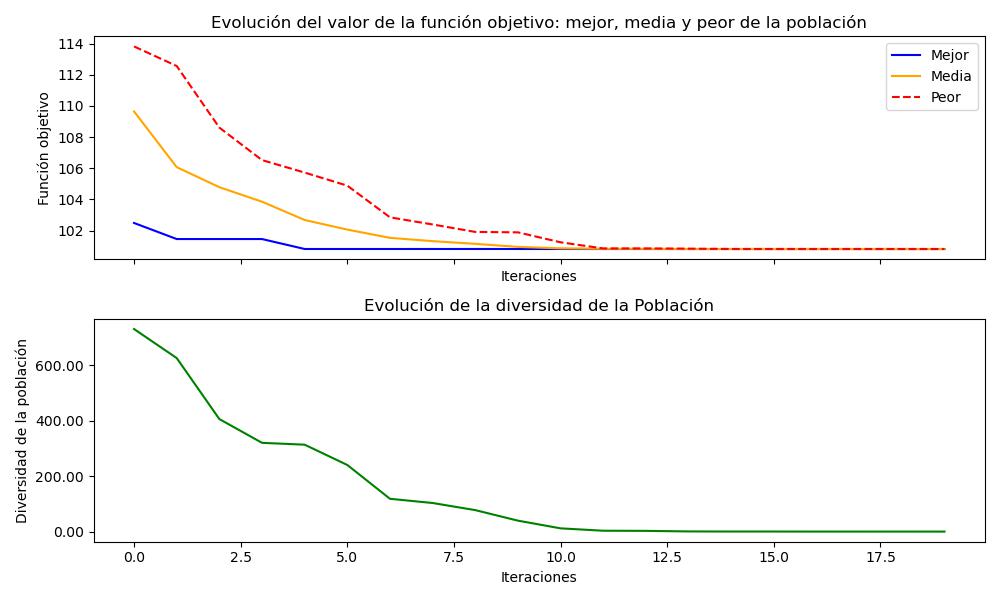 Evolución del valor de la función objetivo: mejor, media y peor de la población
114
112
110
108
106
104
102
Función objetivo
Mejor
Media
Peor
Iteraciones
Evolución de la diversidad de la Población
600.00
400.00
200.00
0.00
Diversidad de la población
0.0 2.5 5.0 7.5 10.0 12.5 15.0 17.5
Iteraciones